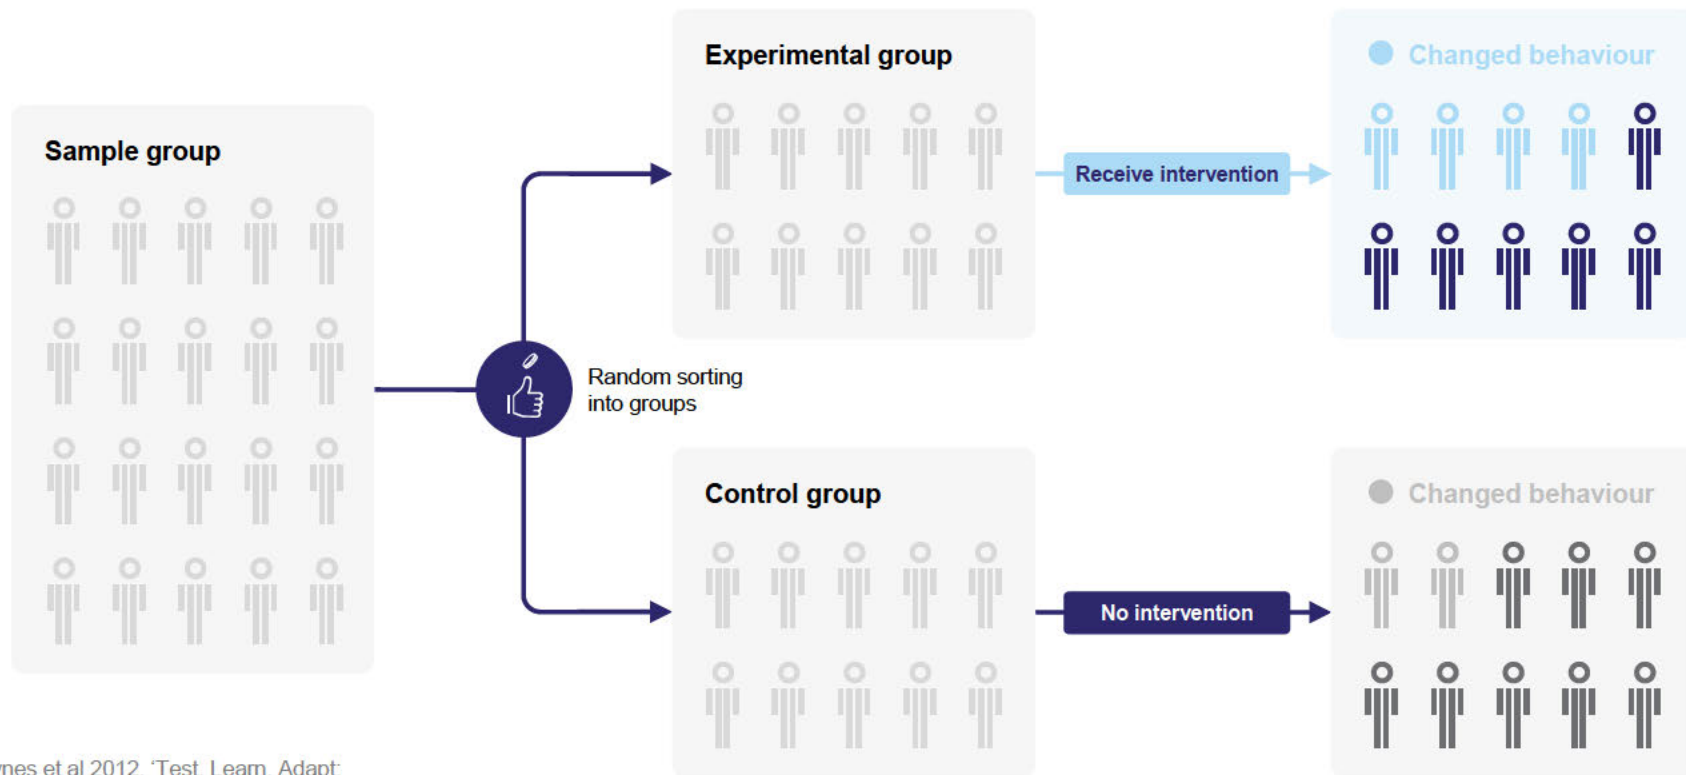 Sample group
Random sorting
into groups
Experimental group
Receive intervention
Changed behaviour
Control group
No intervention
Changed behaviour
et al 2012, ‘Test, Learn, Adapt: